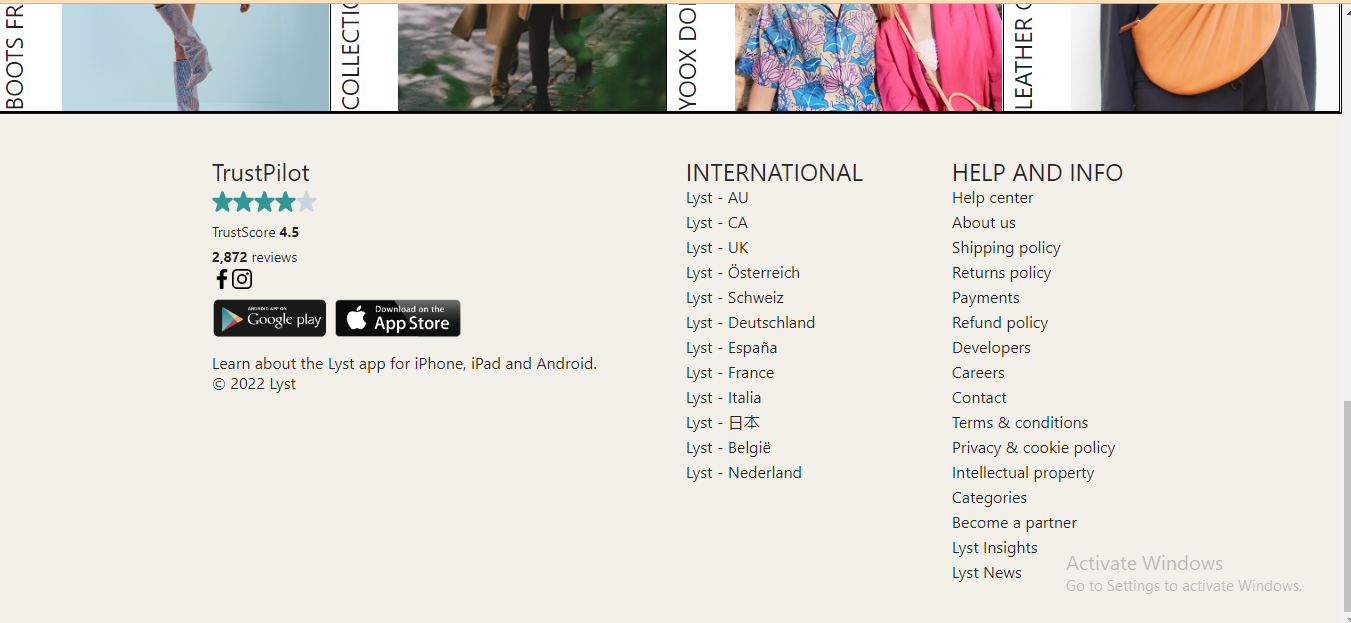 BOOTS FR
COLLECTIO
YOOX DO
LEATHER
TrustPilot
TrustScore 4.5
2,872 reviews
ANDROID APP ON
Google play
Download on the
App Store
Learn about the Lyst app for iPhone, iPad and Android.
© 2022 Lyst
INTERNATIONAL
Lyst - AU
Lyst - CA
Lyst - UK
Lyst - Österreich
Lyst - Schweiz
Lyst - Deutschland
Lyst - España
Lyst - France
Lyst - Italia
Lyst - 日本
Lyst - België
Lyst - Nederland
HELP AND INFO
Help center
About us
Shipping policy
Returns policy
Payments
Refund policy
Developers
Careers
Contact
Terms & conditions
Privacy & cookie policy
Intellectual property
Categories
Become a partner
Lyst Insights
Lyst News
Activate Windows
Go to Settings to activate Windows.